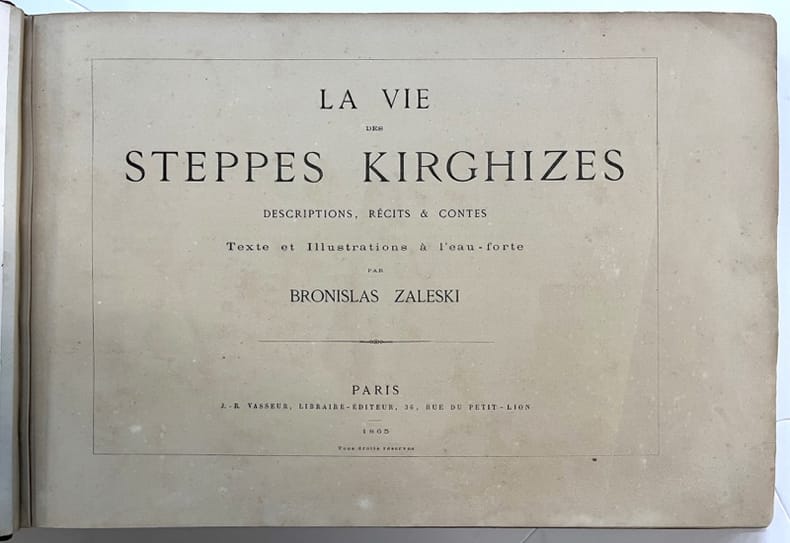 LA VIE
DES
STEPPES KIRGHIZES
DESCRIPTIONS, RÉCITS & CONTES
Texte et Illustrations à l'eau-forte
PAR
BRONISLAS ZALESKI
PARIS
J.-B. VASSEUR, LIBRAIRE-ÉDITEUR, 36, RUE DU PETIT-LION
1865
Tous droits réservés